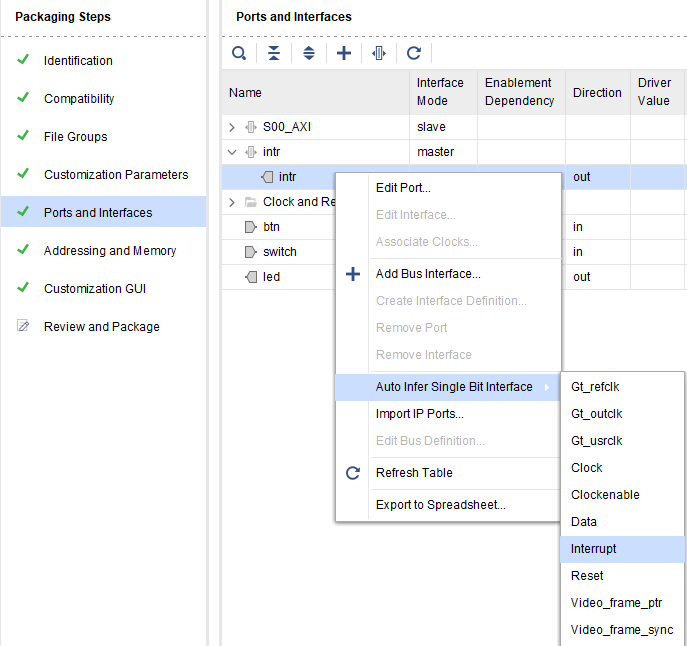 Packaging Steps
Identification
Compatibility
File Groups
Customization Parameters
Ports and Interfaces
Addressing and Memory
Customization GUI
Review and Package
Ports and Interfaces
Name
Interface
Mode
Enablement
Dependency
Direction
Driver
Value
S00_AXI slave
intr master
intr out
Clock and Re
btn in
switch in
led out
Edit Port...
Edit Interface...
Associate Clocks...
Add Bus Interface...
Create Interface Definition...
Remove Port
Remove Interface
Auto Infer Single Bit Interface
Import IP Ports...
Edit Bus Definition...
Refresh Table
Export to Spreadsheet...
Gt_refclk
Gt_outclk
Gt_usrclk
Clock
Clockenable
Data
Interrupt
Reset
Video_frame_ptr
Video_frame_sync